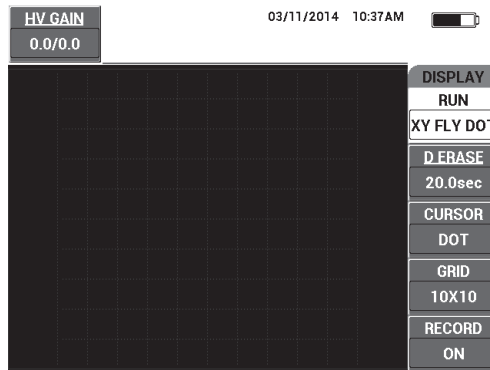 HV GAIN
0.0/0.0
03/11/2014 10:37AM
DISPLAY
RUN
XY FLY DOT
D.ERASE
20.0sec
CURSOR
DOT
GRID
10X10
RECORD
ON